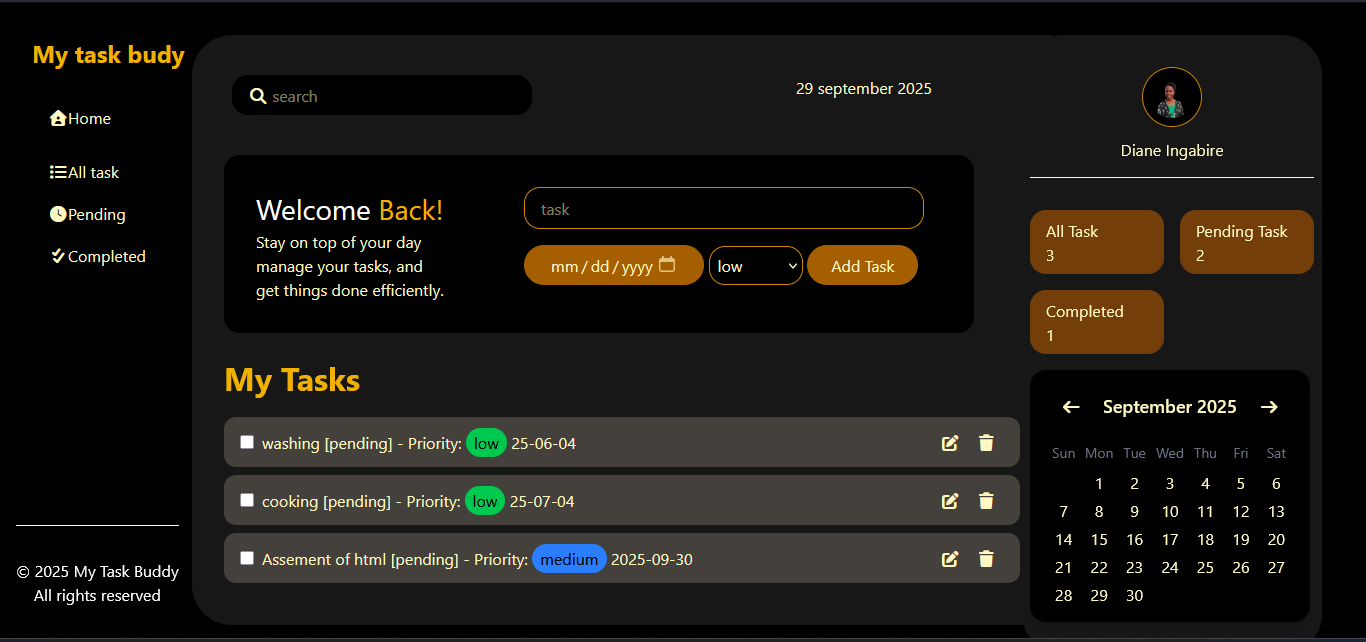 My task budy
Home
All task
Pending
Completed
© 2025 My Task Buddy
All rights reserved
search
29 september 2025
Welcome Back!
Stay on top of your day
manage your tasks, and
get things done efficiently.
task
mm/dd/yyyy low Add Task
My Tasks
washing [pending] - Priority: low 25-06-04
cooking [pending] - Priority: low 25-07-04
Assement of html [pending] - Priority: medium 2025-09-30
Diane Ingabire
All Task
3
Pending Task
2
Completed
1
September 2025
Sun Mon Tue Wed Thu Fri Sat
1 2 3 4 5 6
7 8 9 10 11 12 13
14 15 16 17 18 19 20
21 22 23 24 25 26 27
28 29 30